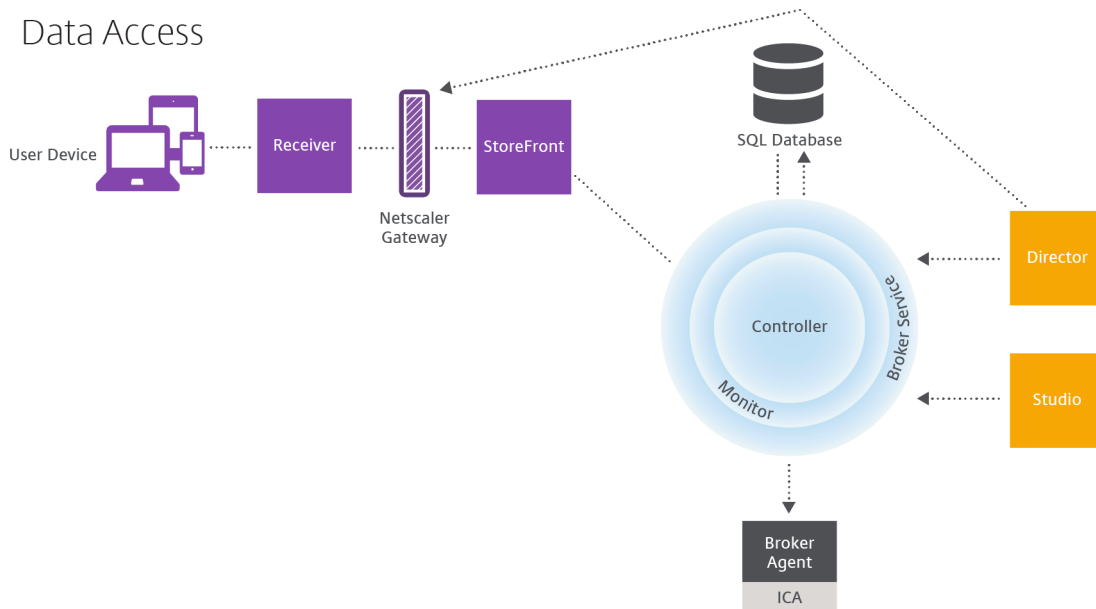 Data Access
User Device
Receiver
Netscaler
Gateway
StoreFront
SQL Database
Controller
Monitor
Broker Service
Director
Studio
Broker
Agent
ICA